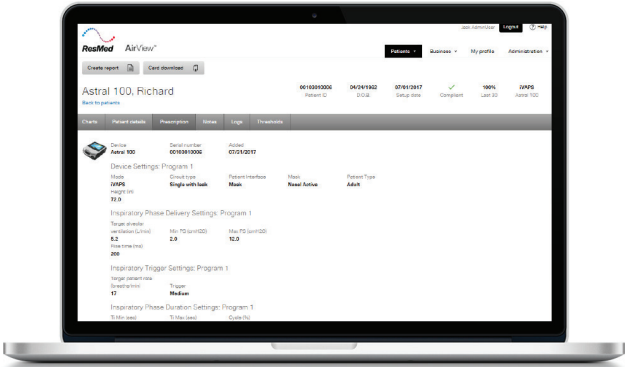 Jack AdminUser Logout Help
ResMed AirView™
Patients Business My profile Administration
Create report Card download
Astral 100, Richard
Back to patients
00103010006 04/24/1962 07/01/2017 100% iVAPS
Patient ID D.O.B. Setup date Compliant Last 30 Astral 100
Charts Patient details Prescription Notes Logs Thresholds
Device Serial number Added
Astral 100 00103010006 07/01/2017
Device Settings: Program 1
Mode Circuit type Patient Interface Mask Patient Type
iVAPS Single with leak Mask Nasal Active Adult
Height (in)
72.0
Inspiratory Phase Delivery Settings: Program 1
Target alveolar
ventilation (L/min) Min PS (cmH2O) Max PS (cmH2O)
5.2 2.0 12.0
Rise time (ms)
200
Inspiratory Trigger Settings: Program 1
Target patient rate
(breaths/min) Trigger
17 Medium
Inspiratory Phase Duration Settings: Program 1
Ti Min (sec) Ti Max (sec) Cycle (%)